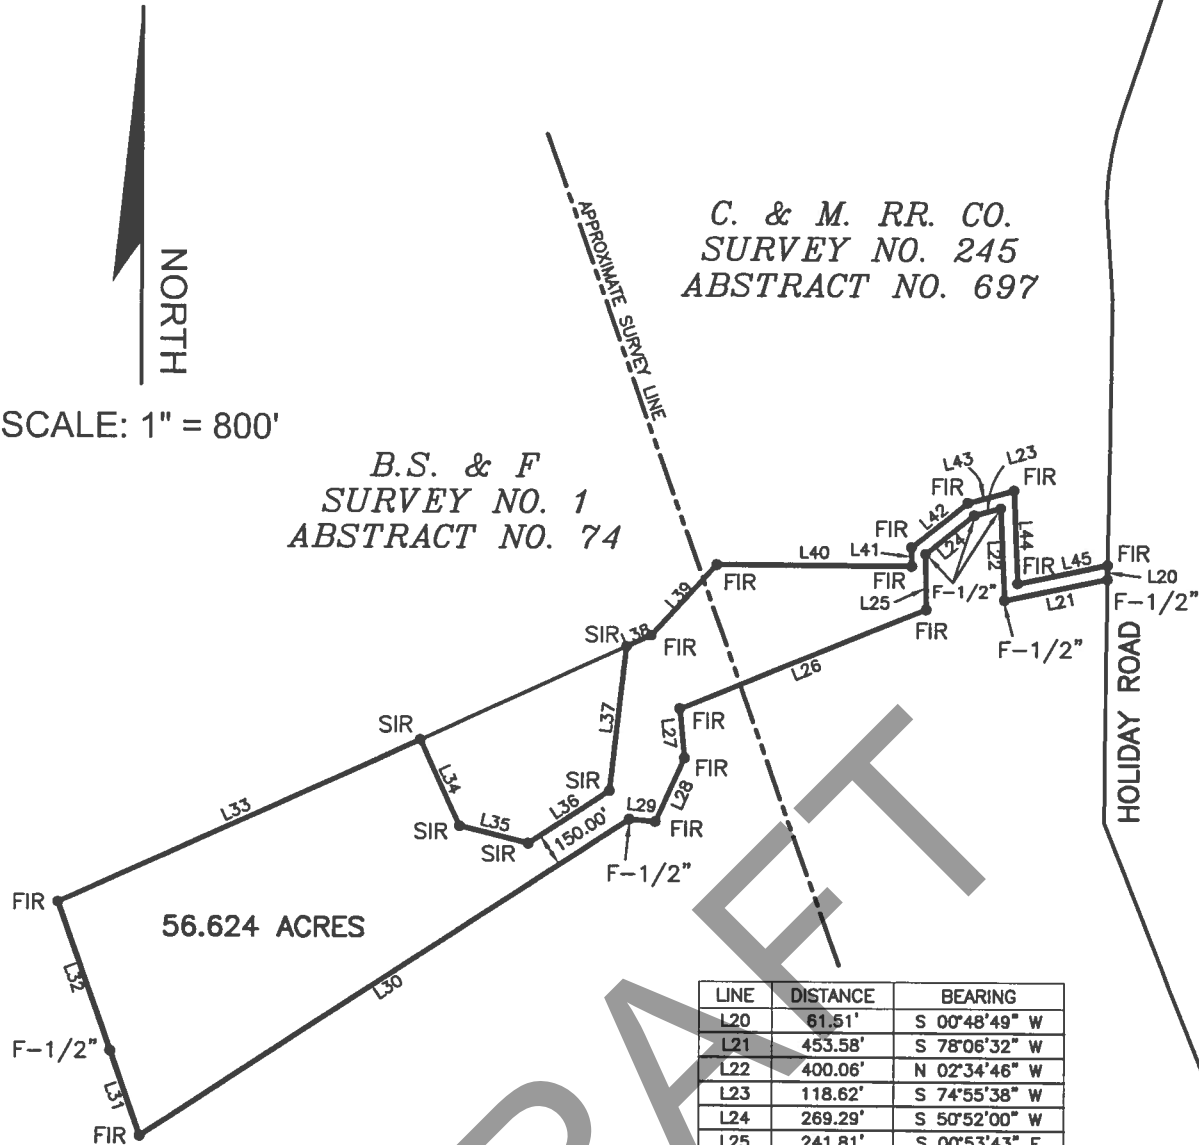 NORTH
SCALE: 1" = 800'
C. & M. RR. CO.
SURVEY NO. 245
ABSTRACT NO. 697
APPROXIMATE SURVEY LINE
B.S. & F
SURVEY NO. 1
ABSTRACT NO. 74
L43
L23
FIR
FIR
L42
FIR
L41
L24
L22
L44
L40
FIR
FIR
L45
FIR
L20
FIR
L39
L25
F-1/2"
L21
F-1/2"
FIR
F-1/2"
SIR
L38
FIR
L26
HOLIDAY ROAD
L37
SIR
FIR
L27
L34
FIR
SIR
L28
L33
L36
L29
SIR
L35
150.00'
FIR
SIR
F-1/2"
FIR
56.624 ACRES
L32
L30
F-1/2"
L31
FIR
LINE DISTANCE BEARING
L20 61.51' S 00°48'49" W
L21 453.58' S 78°06'32" W
L22 400.06' N 02°34'46" W
L23 118.62' S 74°55'38" W
L24 269.29' S 50°52'00" W
L25 241.81' S 00°53'43" E